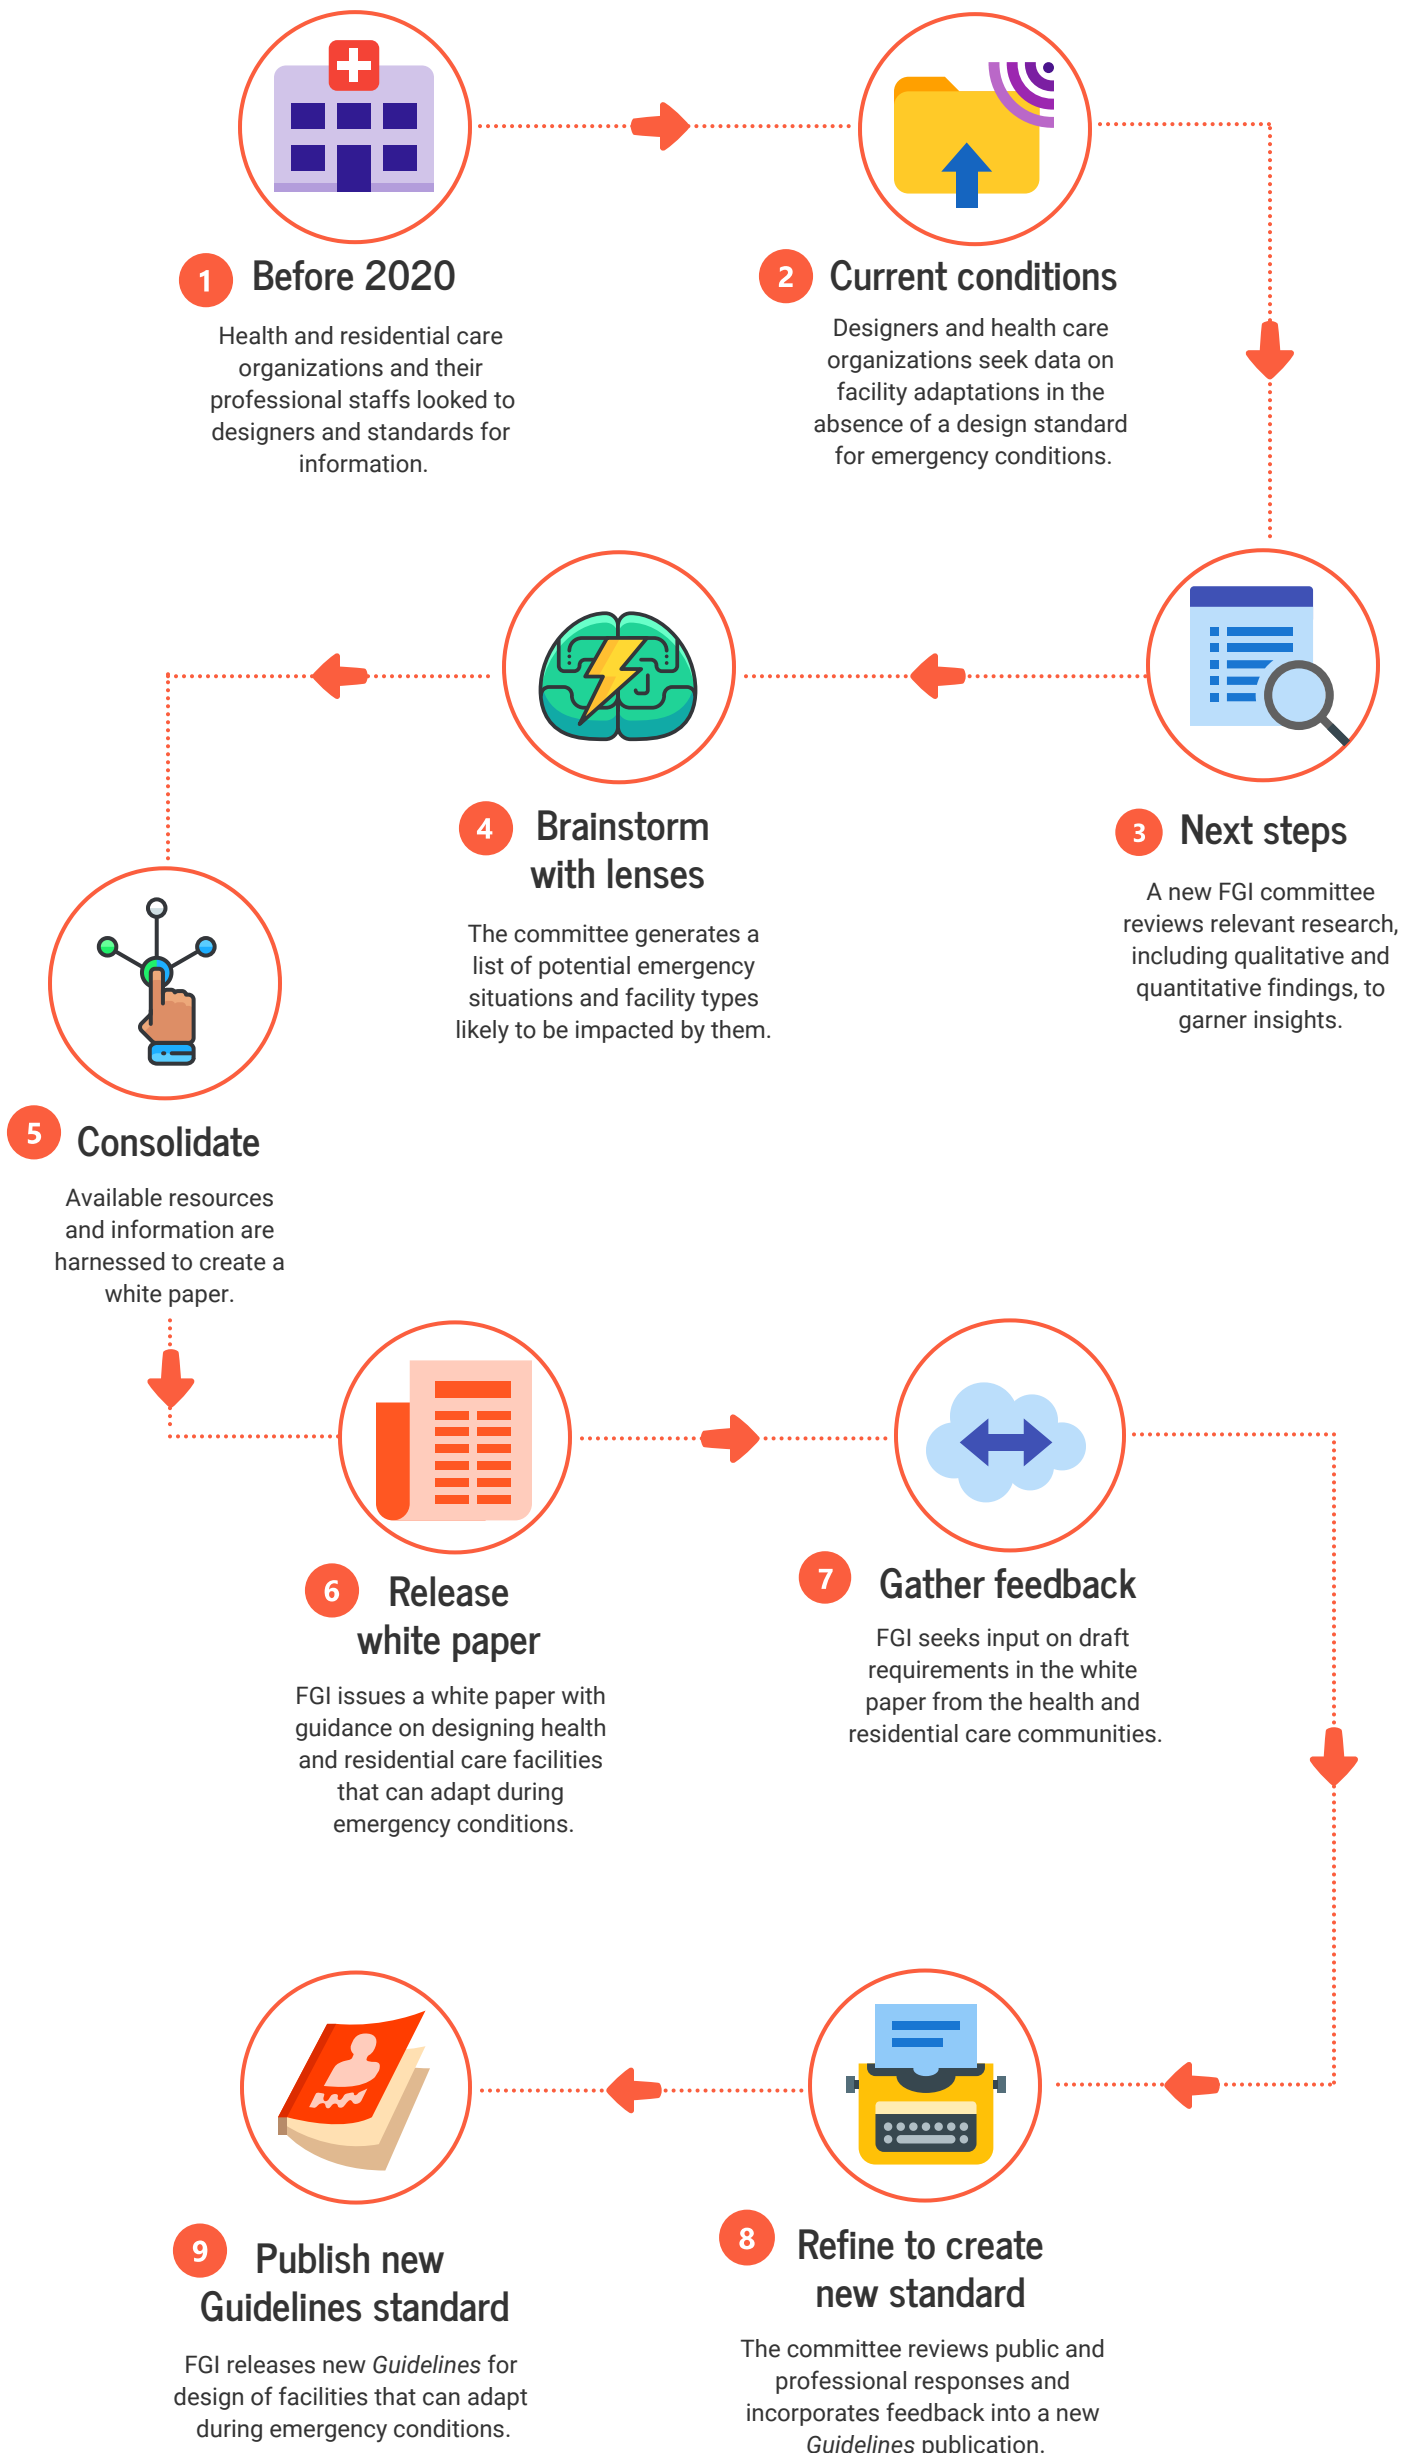 1
Before 2020
Health and residential care
organizations and their
professional staffs looked to
designers and standards for
information.
2
Current conditions
Designers and health care
organizations seek data on
facility adaptations in the
absence of a design standard
for emergency conditions.
3
Next steps
A new FGI committee
reviews relevant research,
including qualitative and
quantitative findings, to
garner insights.
4
Brainstorm
with lenses
The committee generates a
list of potential emergency
situations and facility types
likely to be impacted by them.
5
Consolidate
Available resources
and information are
harnessed to create a
white paper.
6
Release
white paper
FGI issues a white paper with
guidance on designing health
and residential care facilities
that can adapt during
emergency conditions.
7
Gather feedback
FGI seeks input on draft
requirements in the white
paper from the health and
residential care communities.
8
Refine to create
new standard
The committee reviews public and
professional responses and
incorporates feedback into a new
Guidelines publication.
9
Publish new
Guidelines standard
FGI releases new Guidelines for
design of facilities that can adapt
during emergency conditions.